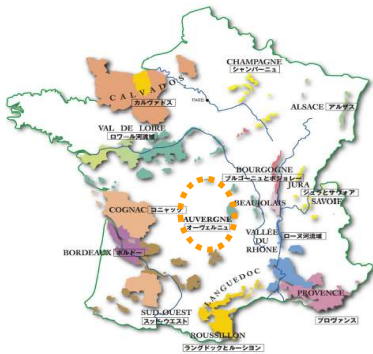 CHAMPAGNE
シャンパーニュ
CALVADOS
カルヴァドス
PARIS
ALSACE アルザス
VAL DE LOIRE
ロワール河流域
BOURGOGNE
ブルゴーニュとボジョレー
JURA
ジュラとサヴォア
SAVOIE
BEAUJOLAIS
COGNAC コニャック
AUVERGNE
オーヴェルニュ
VALLÉE
DU
RHÔNE
ローヌ河流域
BORDEAUX ボルドー
LANGUEDOC
PROVENCE
プロヴァンス
SUD-OUEST
スッド・ウエスト
ROUSSILLON
ラングドックとルーション